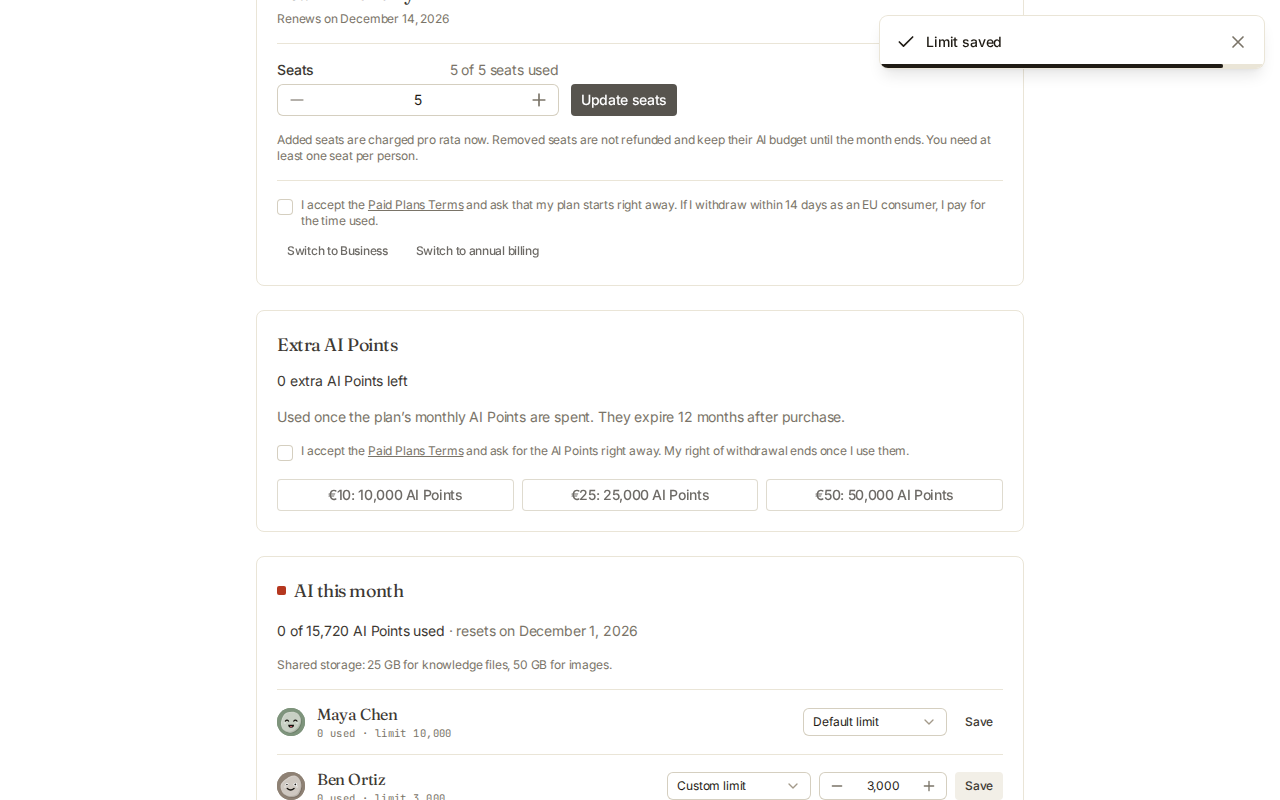 Renews on December 14, 2026
Limit saved
Seats
5 of 5 seats used
5
Update seats
Added seats are charged pro rata now. Removed seats are not refunded and keep their AI budget until the month ends. You need at
least one seat per person.
I accept the Paid Plans Terms and ask that my plan starts right away. If I withdraw within 14 days as an EU consumer, I pay for
the time used.
Switch to Business
Switch to annual billing
Extra AI Points
0 extra AI Points left
Used once the plan’s monthly AI Points are spent. They expire 12 months after purchase.
I accept the Paid Plans Terms and ask for the AI Points right away. My right of withdrawal ends once I use them.
€10: 10,000 AI Points
€25: 25,000 AI Points
€50: 50,000 AI Points
AI this month
0 of 15,720 AI Points used · resets on December 1, 2026
Shared storage: 25 GB for knowledge files, 50 GB for images.
Maya Chen
0 used · limit 10,000
Default limit
Save
Ben Ortiz
0 used · limit 3,000
Custom limit
3,000
Save